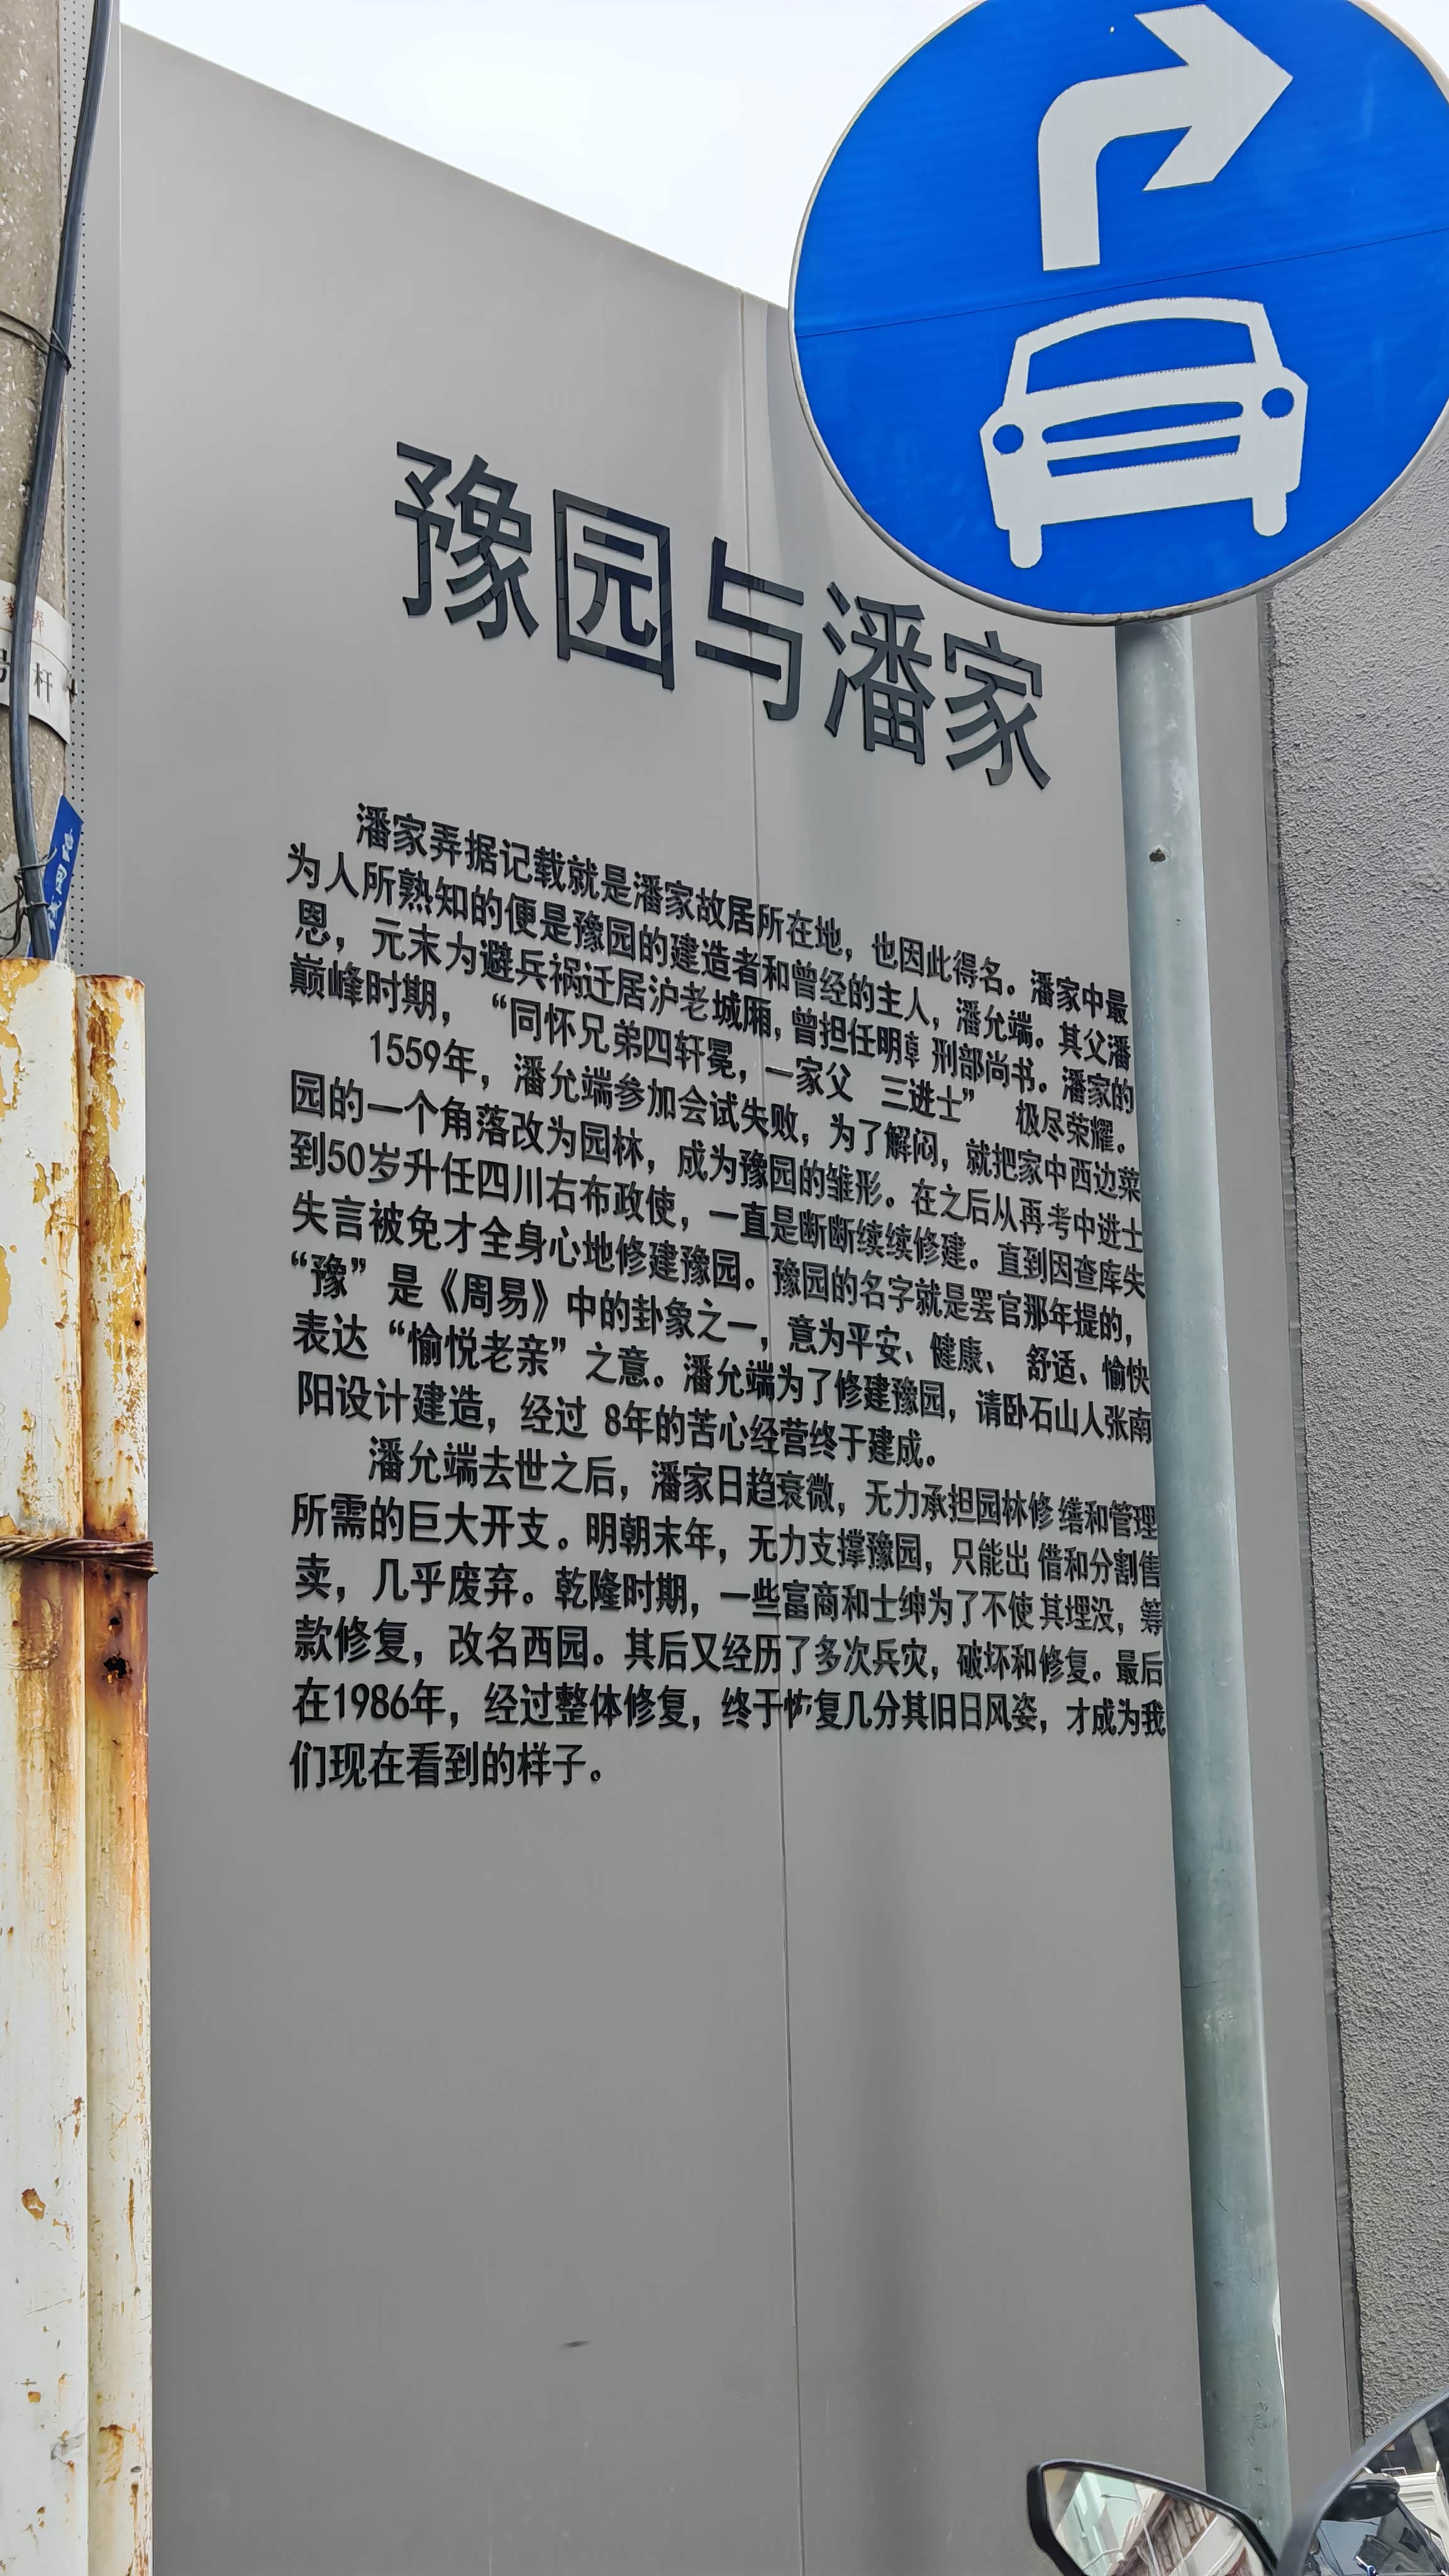 豫园与潘家
潘家弄据记载就是潘家故居所在地，也因此得名。潘家中最
为人所熟知的便是豫园的建造者和曾经的主人，潘允端。其父潘
恩，元末为避兵祸迁居沪老城厢，曾担任明 刑部尚书。潘家的
巅峰时期，“同怀兄弟四轩冕，一家父 三进士” 极尽荣耀。
1559年，潘允端参加会试失败，为了解闷，就把家中西边菜
园的一个角落改为园林，成为豫园的雏形。在之后从再考中进士
到50岁升任四川右布政使，一直是断断续续修建。直到因查库失
失言被免才全身心地修建豫园。豫园的名字就是罢官那年提的，
“豫”是《周易》中的卦象之一，意为平安、健康、 舒适、愉快
表达“愉悦老亲”之意。潘允端为了修建豫园，请卧石山人张南
阳设计建造，经过 8年的苦心经营终于建成。
潘允端去世之后，潘家日趋衰微，无力承担园林修缮和管理
所需的巨大开支。明朝末年，无力支撑豫园，只能出 借和分割售
卖，几乎废弃。乾隆时期，一些富商和士绅为了不使其埋没，筹
款修复，改名西园。其后又经历了多次兵灾，破坏和修复。最后
在1986年，经过整体修复，终于恢复几分其旧日风姿，才成为我
们现在看到的样子。
杆